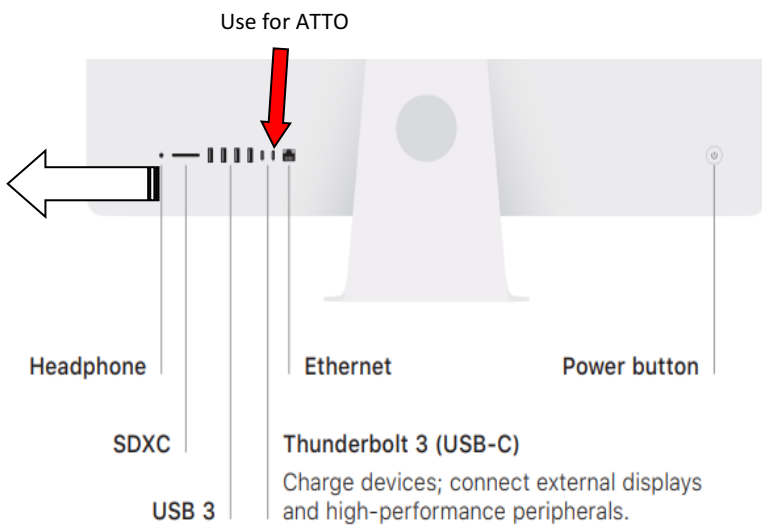 Use for ATTO
Headphone
Ethernet
Power button
SDXC
Thunderbolt 3 (USB-C)
Charge devices; connect external displays
USB 3
and high-performance peripherals.